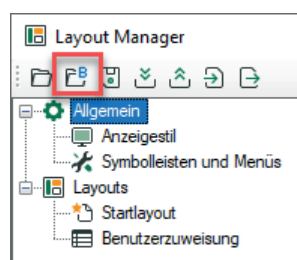 Layout Manager
B
Allgemein
Anzeigestil
Symbolleisten und Menüs
Layouts
Startlayout
Benutzerzuweisung